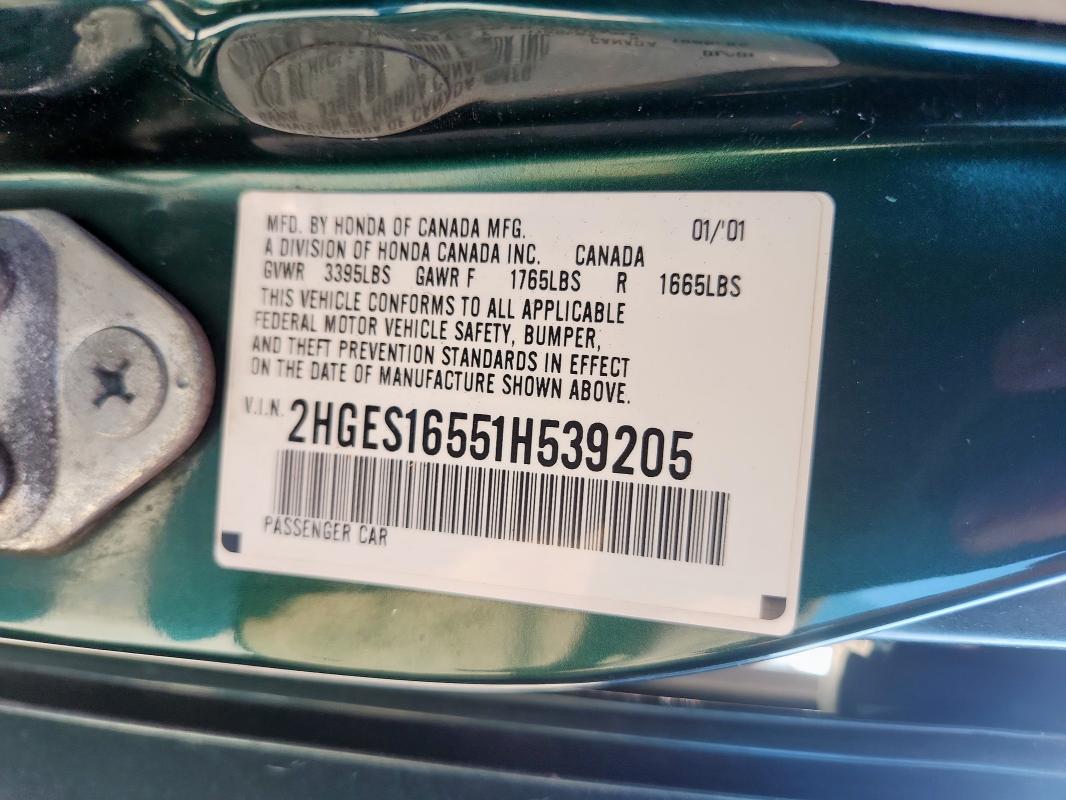 MFD. BY HONDA OF CANADA MFG. 01/'01
A DIVISION OF HONDA CANADA INC. CANADA
GVWR 3395LBS GAWR F 1765LBS R 1665LBS
THIS VEHICLE CONFORMS TO ALL APPLICABLE
FEDERAL MOTOR VEHICLE SAFETY, BUMPER,
AND THEFT PREVENTION STANDARDS IN EFFECT
ON THE DATE OF MANUFACTURE SHOWN ABOVE.
V.I.N. 2HGES16551H539205
PASSENGER CAR